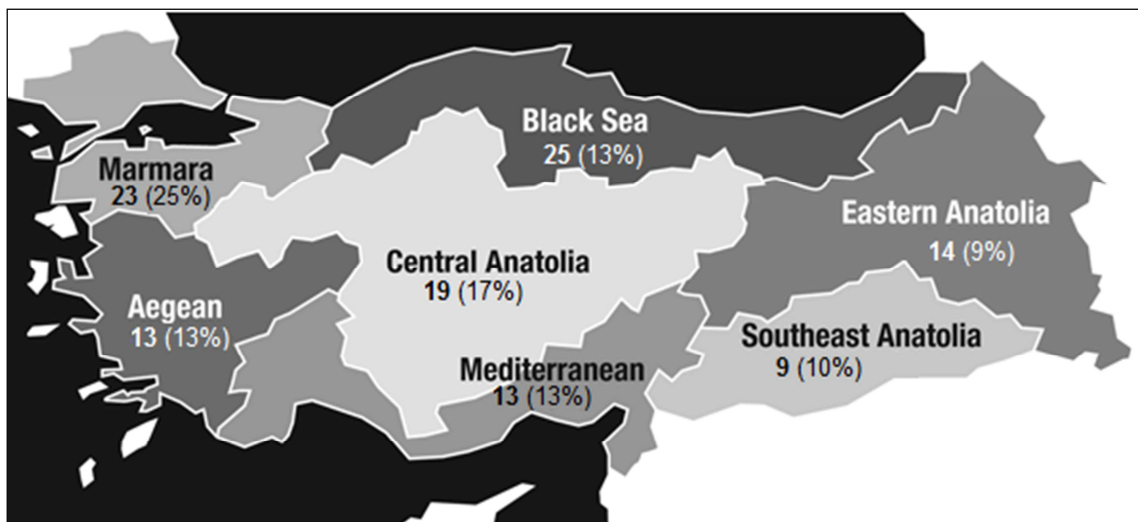 Black Sea
25 (13%)
Marmara
23 (25%)
Eastern Anatolia
14 (9%)
Central Anatolia
19 (17%)
Aegean
13 (13%)
Southeast Anatolia
9 (10%)
Mediterranean
13 (13%)